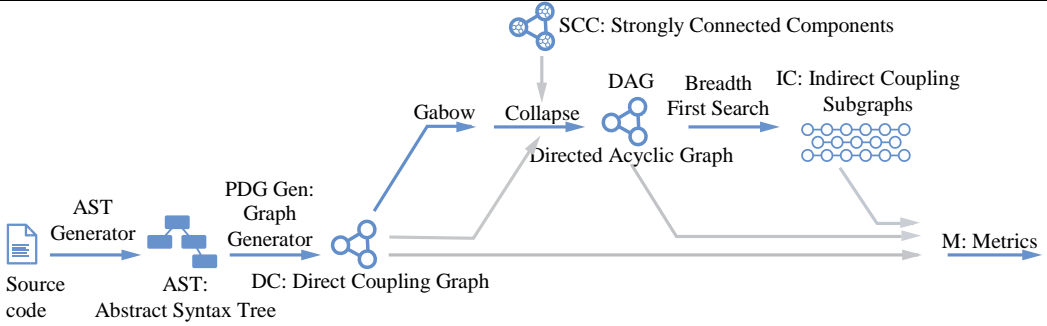 SCC: Strongly Connected Components
DAG
Breadth
First Search
IC: Indirect Coupling
Subgraphs
Gabow
Collapse
Directed Acyclic Graph
PDG Gen:
Graph
Generator
AST
Generator
M: Metrics
Source
code
AST:
Abstract Syntax Tree
DC: Direct Coupling Graph